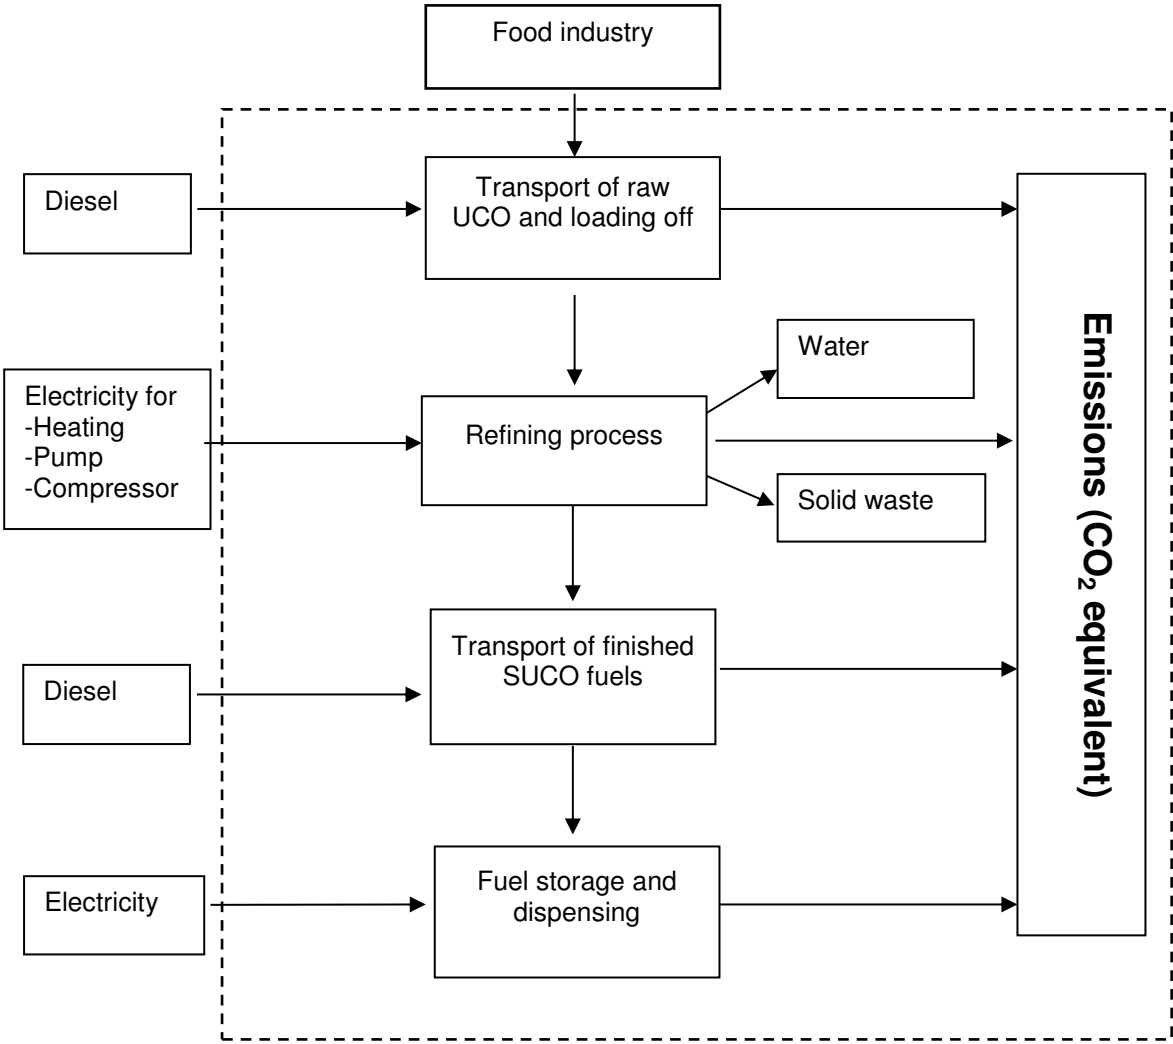 Food industry
Diesel
Transport of raw
UCO and loading off
Water
Electricity for
-Heating
-Pump
-Compressor
Refining process
Solid waste
Emissions (CO₂ equivalent)
Diesel
Transport of finished
SUCO fuels
Electricity
Fuel storage and
dispensing